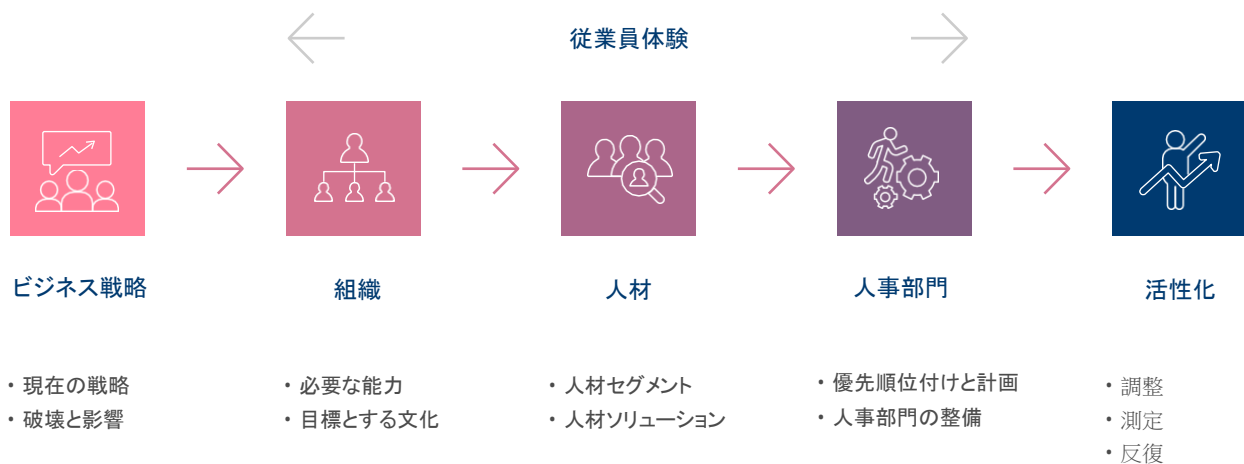 従業員体験
ビジネス戦略
組織
人材
人事部門
活性化
・現在の戦略
・破壊と影響
・必要な能力
・目標とする文化
・人材セグメント
・人材ソリューション
・優先順位付けと計画
・人事部門の整備
・調整
・測定
・反復